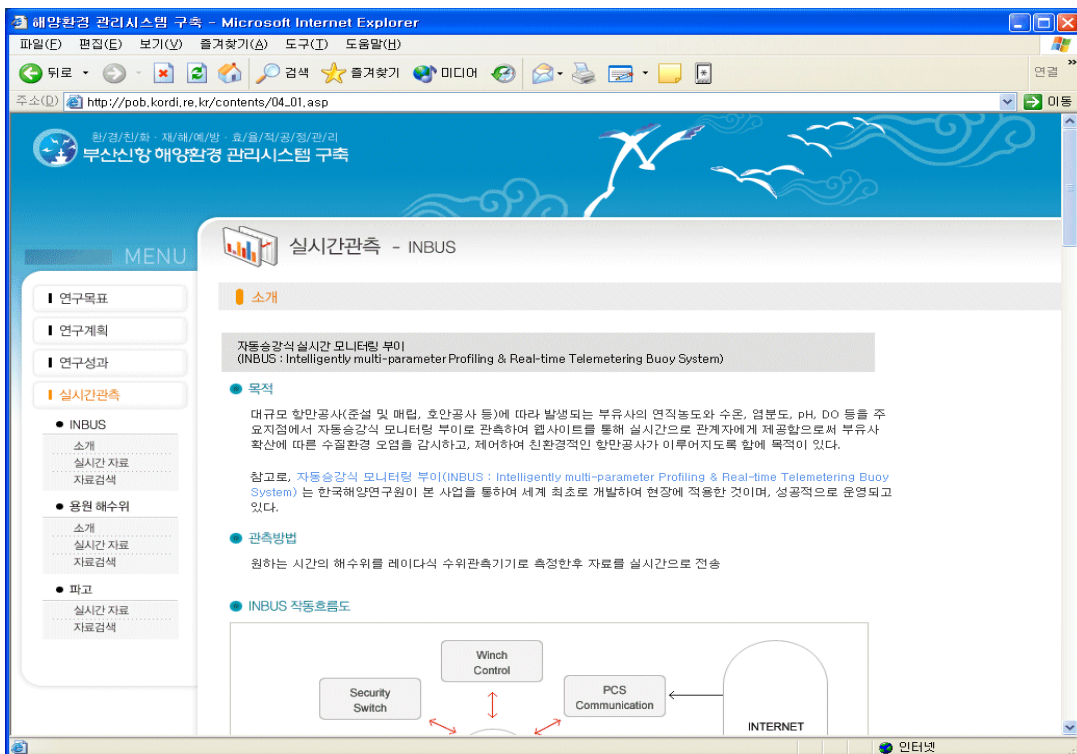 해양환경 관리시스템 구축 - Microsoft Internet Explorer
파일(F) 편집(E) 보기(V) 즐겨찾기(A) 도구(T) 도움말(H)
뒤로 검색 즐겨찾기 미디어 연결 »
주소(D) http://pob.kordi.re.kr/contents/04_01.asp 이동
환/경/친/화 · 재/해/예/방 · 효/율/적/공/정/관/리
부산신항 해양환경 관리시스템 구축
MENU
실시간관측 - INBUS
연구목표
연구계획
연구성과
실시간관측
INBUS
소개
실시간 자료
자료검색
용원 해수위
소개
실시간 자료
자료검색
파고
실시간 자료
자료검색
소개
자동승강식 실시간 모니터링 부이
(INBUS : Intelligently multi-parameter Profiling & Real-time Telemetering Buoy System)
목적
대규모 항만공사(준설 및 매립, 호안공사 등)에 따라 발생되는 부유사의 연직농도와 수온, 염분도, pH, DO 등을 주
요지점에서 자동승강식 모니터링 부이로 관측하여 웹사이트를 통해 실시간으로 관계자에게 제공함으로써 부유사
확산에 따른 수질환경 오염을 감시하고, 제어하여 친환경적인 항만공사가 이루어지도록 함에 목적이 있다.
참고로, 자동승강식 모니터링 부이(INBUS : Intelligently multi-parameter Profiling & Real-time Telemetering Buoy
System) 는 한국해양연구원이 본 사업을 통하여 세계 최초로 개발하여 현장에 적용한 것이며, 성공적으로 운영되고
있다.
관측방법
원하는 시간의 해수위를 레이다식 수위관측기기로 측정한후 자료를 실시간으로 전송
INBUS 작동흐름도
Winch
Control
Security
Switch
PCS
Communication
INTERNET
인터넷